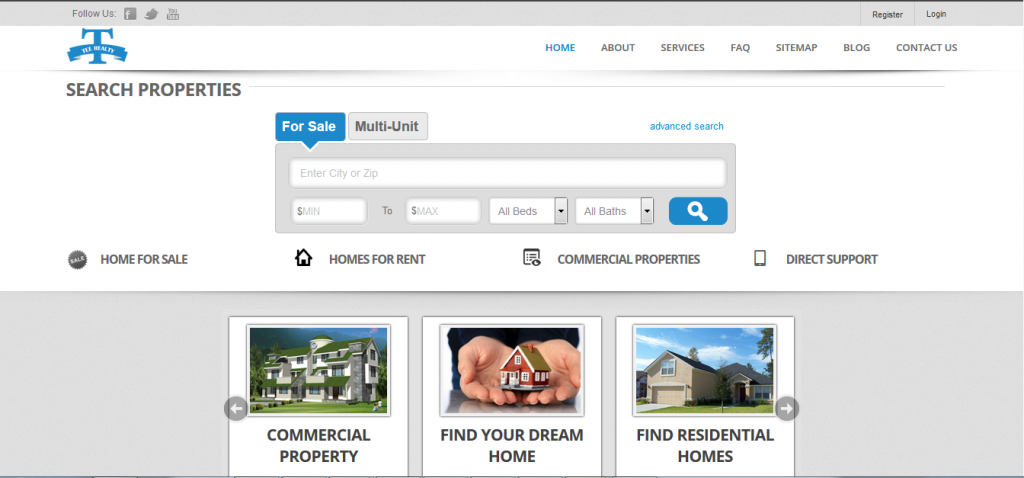 Follow Us:
You
Register
Login
T
TEE REALTY
HOME
ABOUT
SERVICES
FAQ
SITEMAP
BLOG
CONTACT US
SEARCH PROPERTIES
For Sale
Multi-Unit
advanced search
Enter City or Zip
$MIN
To
$MAX
All Beds
All Baths
SALE
HOME FOR SALE
HOMES FOR RENT
COMMERCIAL PROPERTIES
DIRECT SUPPORT
COMMERCIAL
PROPERTY
FIND YOUR DREAM
HOME
FIND RESIDENTIAL
HOMES